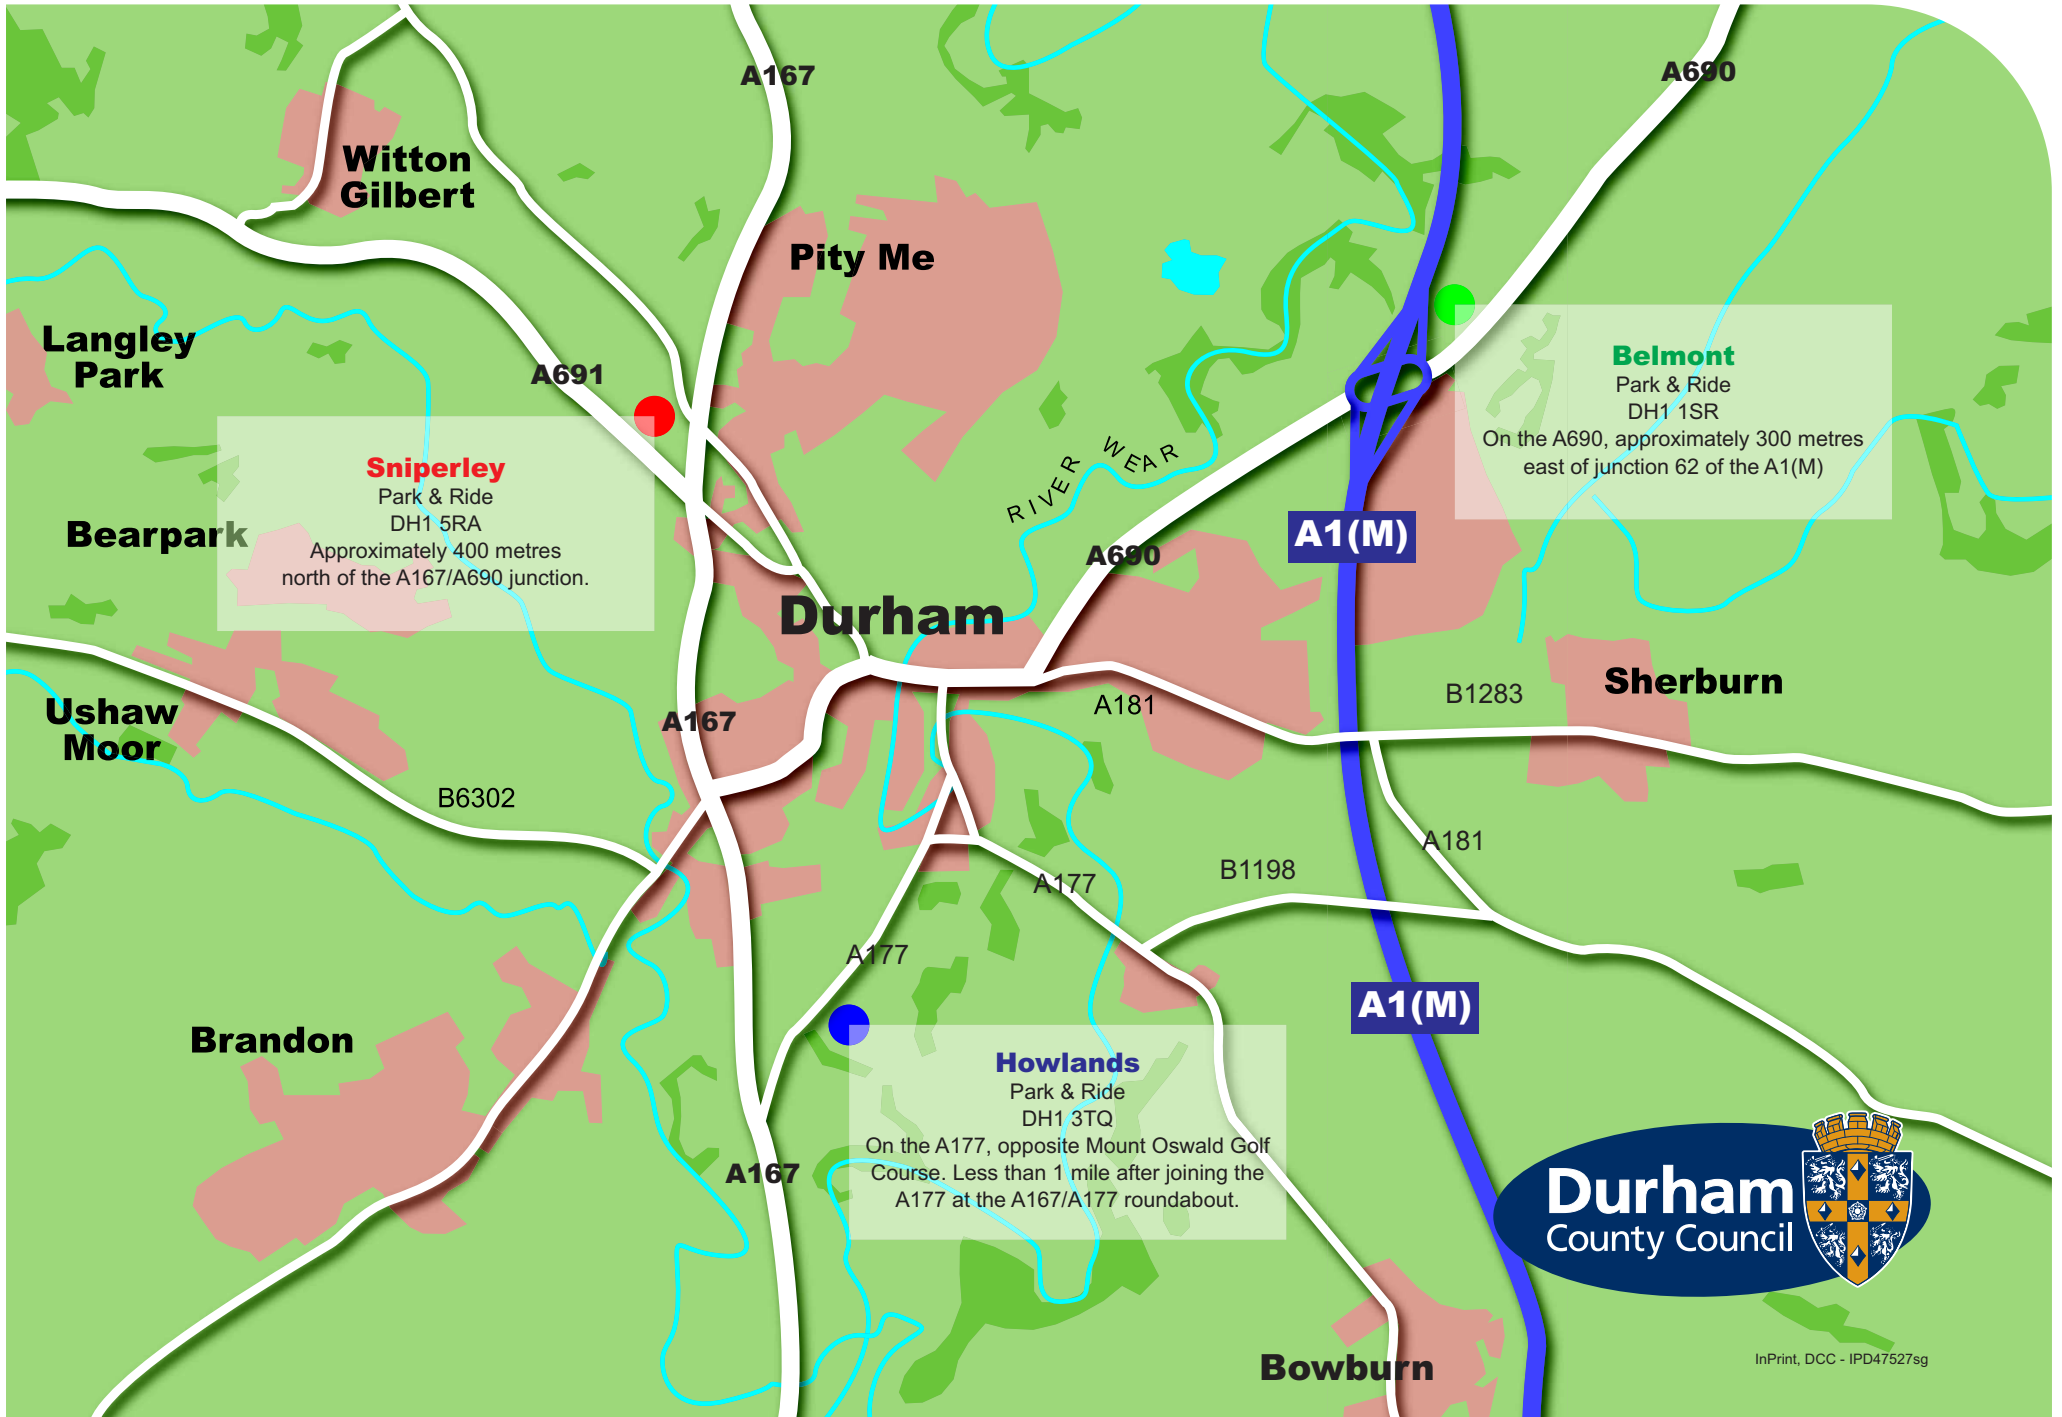 A167
A690
Witton
Gilbert
Pity Me
Langley
Park
A691
Belmont
Park & Ride
DH1 1SR
On the A690, approximately 300 metres
east of junction 62 of the A1(M)
Sniperley
Park & Ride
DH1 5RA
Approximately 400 metres
north of the A167/A690 junction.
RIVER WEAR
Bearpark
A1(M)
A690
Durham
Sherburn
B1283
A181
Ushaw
Moor
A167
B6302
A181
B1198
A177
A177
A1(M)
Brandon
Howlands
Park & Ride
DH1 3TQ
On the A177, opposite Mount Oswald Golf
Course. Less than 1 mile after joining the
A177 at the A167/A177 roundabout.
A167
Durham
County Council
Bowburn
InPrint, DCC - IPD47527sg